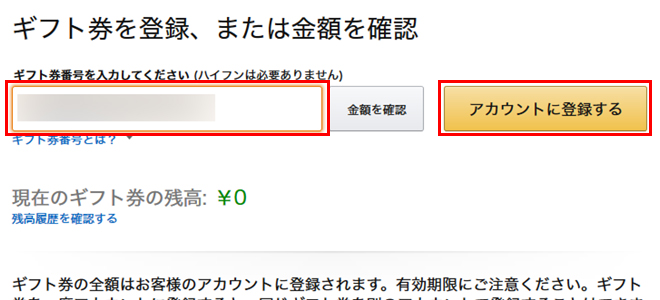 ギフト券を登録、または金額を確認
ギフト券番号を入力してください (ハイフンは必要ありません)
金額を確認
アカウントに登録する
ギフト券番号とは？
現在のギフト券の残高: ￥0
残高履歴を確認する
ギフト券の全額はお客様のアカウントに登録されます。有効期限にご注意ください。ギフト